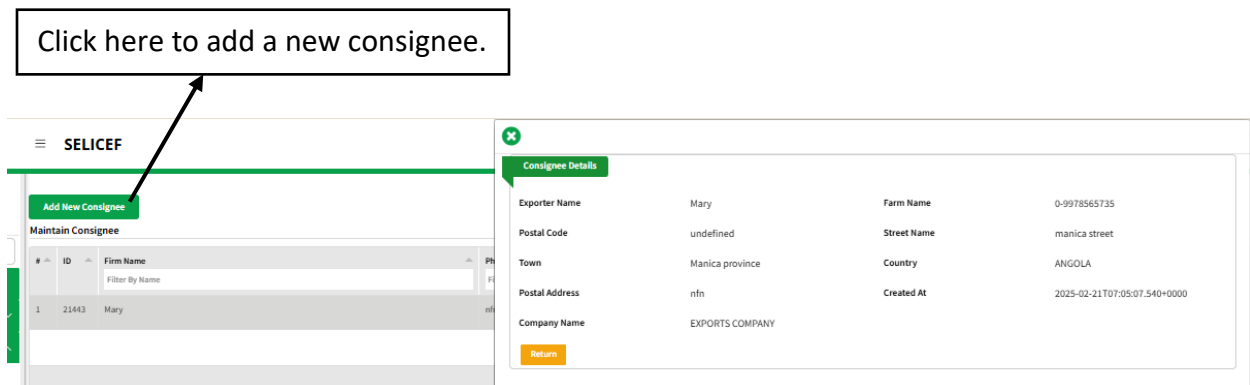 Click here to add a new consignee.
≡ SELICEF
Add New Consignee
Maintain Consignee
# ID Firm Name
Filter By Name
1 21443 Mary
Consignee Details
Exporter Name Mary Farm Name 0-9978565735
Postal Code undefined Street Name manica street
Town Manica province Country ANGOLA
Postal Address nfn Created At 2025-02-21T07:05:07.540+0000
Company Name EXPORTS COMPANY
Return